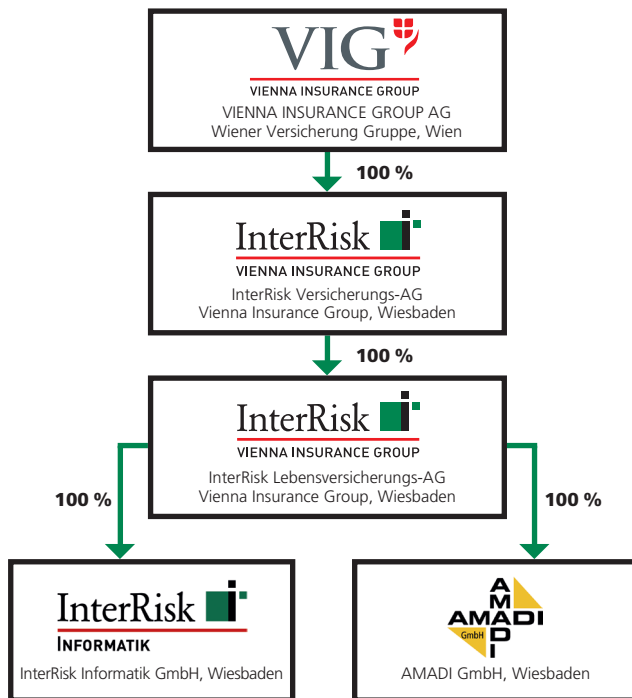 VIG
VIENNA INSURANCE GROUP
VIENNA INSURANCE GROUP AG
Wiener Versicherung Gruppe, Wien
100 %
InterRisk
VIENNA INSURANCE GROUP
InterRisk Versicherungs-AG
Vienna Insurance Group, Wiesbaden
100 %
InterRisk
VIENNA INSURANCE GROUP
InterRisk Lebensversicherungs-AG
Vienna Insurance Group, Wiesbaden
100 %
100 %
InterRisk
INFORMATIK
InterRisk Informatik GmbH, Wiesbaden
AMADI
AMADI
GmbH
AMADI GmbH, Wiesbaden